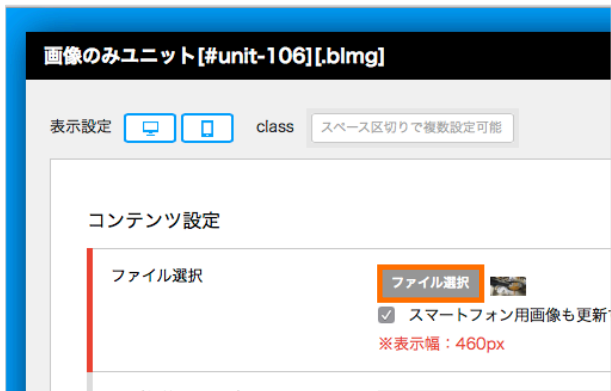 画像のみユニット[#unit-106][.bImg]
表示設定 class スペース区切りで複数設定可能
コンテンツ設定
ファイル選択 ファイル選択
スマートフォン用画像も更新
※表示幅：460px